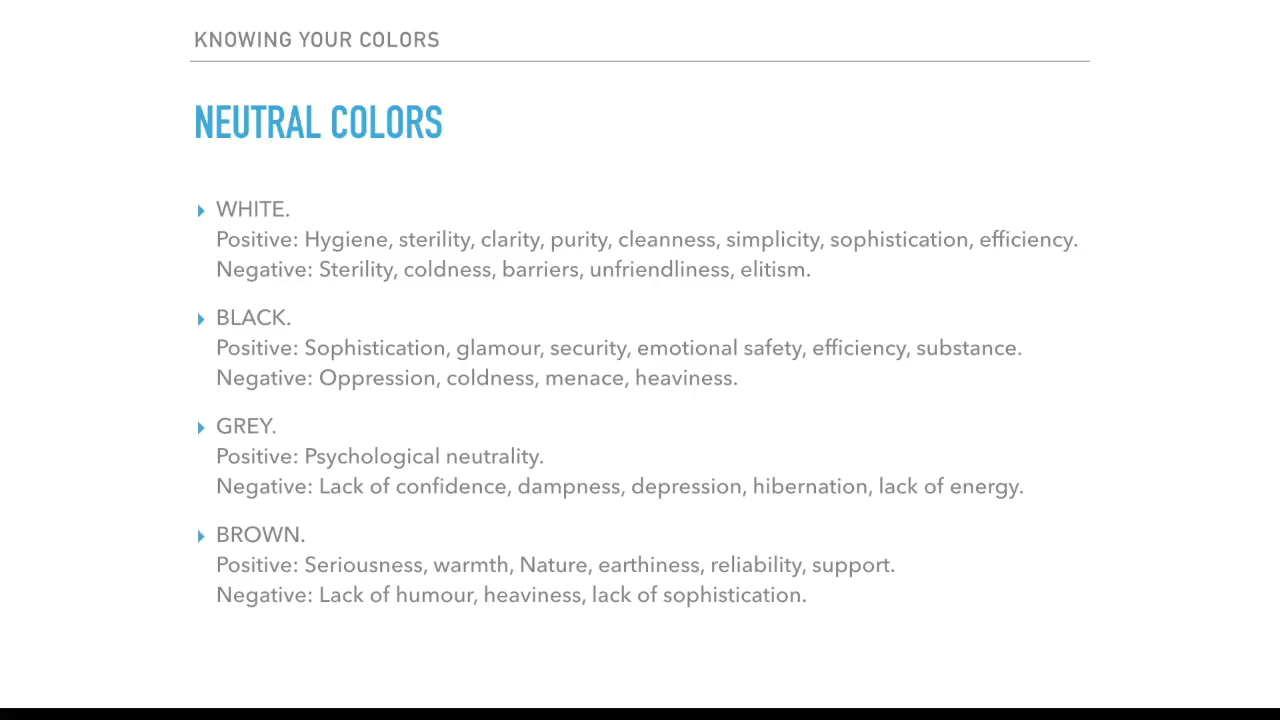 KNOWING YOUR COLORS
NEUTRAL COLORS
WHITE.
Positive: Hygiene, sterility, clarity, purity, cleanness, simplicity, sophistication, efficiency.
Negative: Sterility, coldness, barriers, unfriendliness, elitism.
BLACK.
Positive: Sophistication, glamour, security, emotional safety, efficiency, substance.
Negative: Oppression, coldness, menace, heaviness.
GREY.
Positive: Psychological neutrality.
Negative: Lack of confidence, dampness, depression, hibernation, lack of energy.
BROWN.
Positive: Seriousness, warmth, Nature, earthiness, reliability, support.
Negative: Lack of humour, heaviness, lack of sophistication.